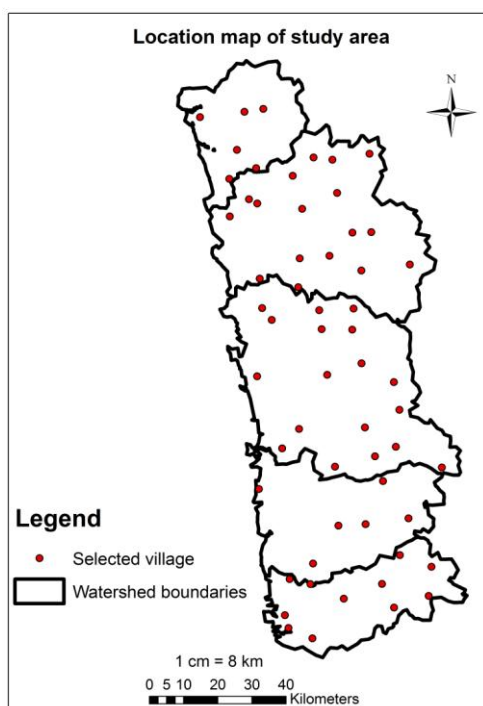 Location map of study area
N
Legend
Selected village
Watershed boundaries
1 cm = 8 km
0 5 10 20 30 40
Kilometers